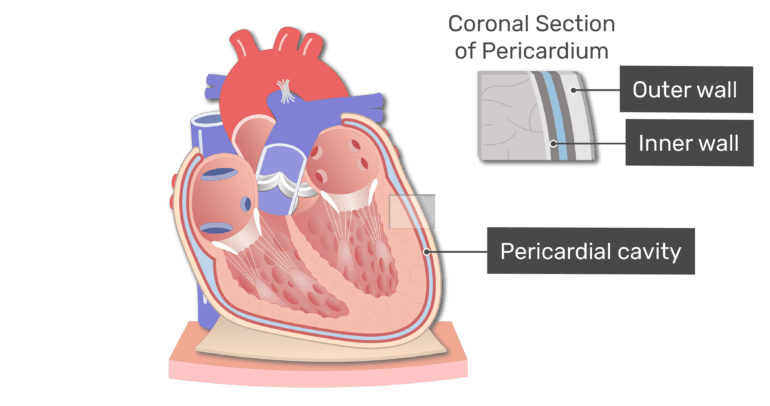 Coronal Section
of Pericardium
Outer wall
Inner wall
Pericardial cavity